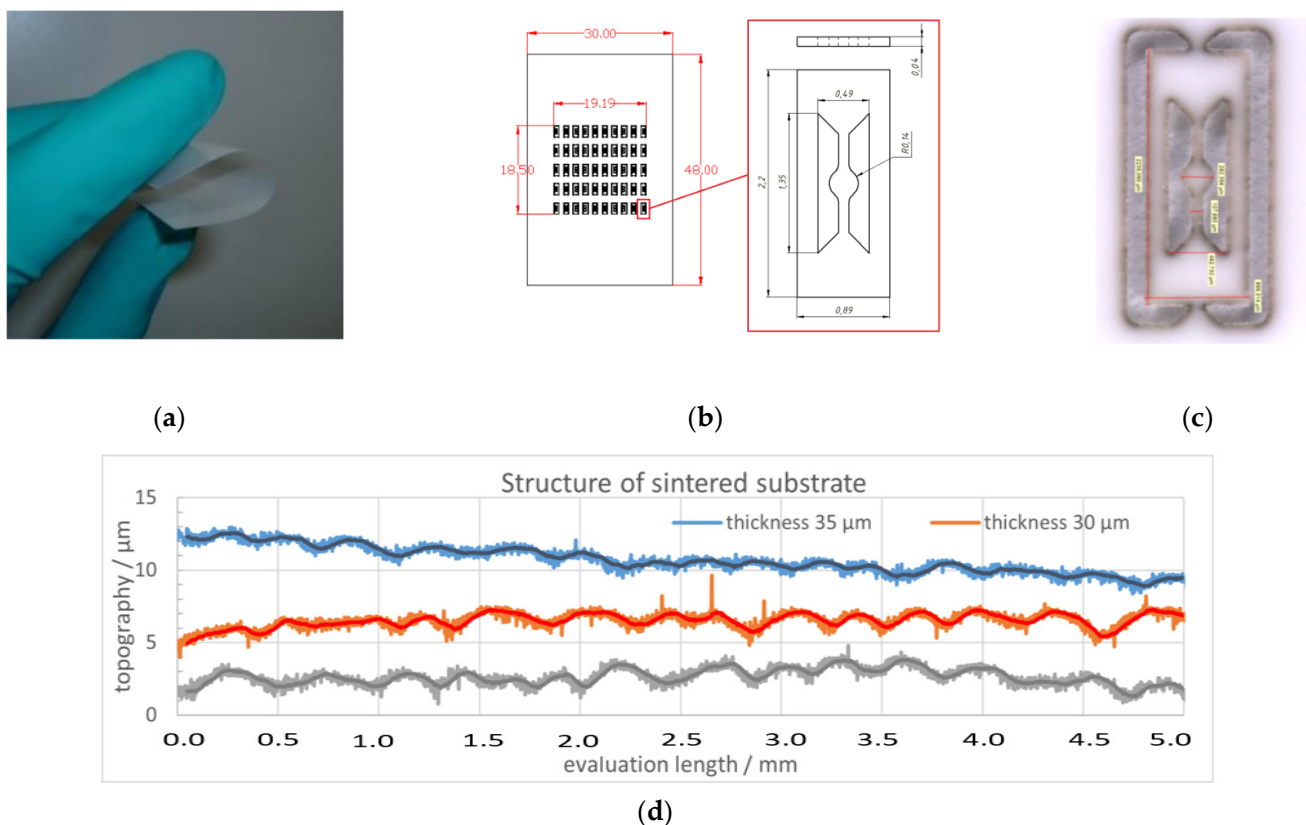 30.00
19.19
18.50
48.00
0,04
0,49
R0,14
2,2
1,35
0,89
(a)
(b)
(c)
Structure of sintered substrate
thickness 35 μm
thickness 30 μm
topography / μm
15
10
5
0
0.0 0.5 1.0 1.5 2.0 2.5 3.0 3.5 4.0 4.5 5.0
evaluation length / mm
(d)